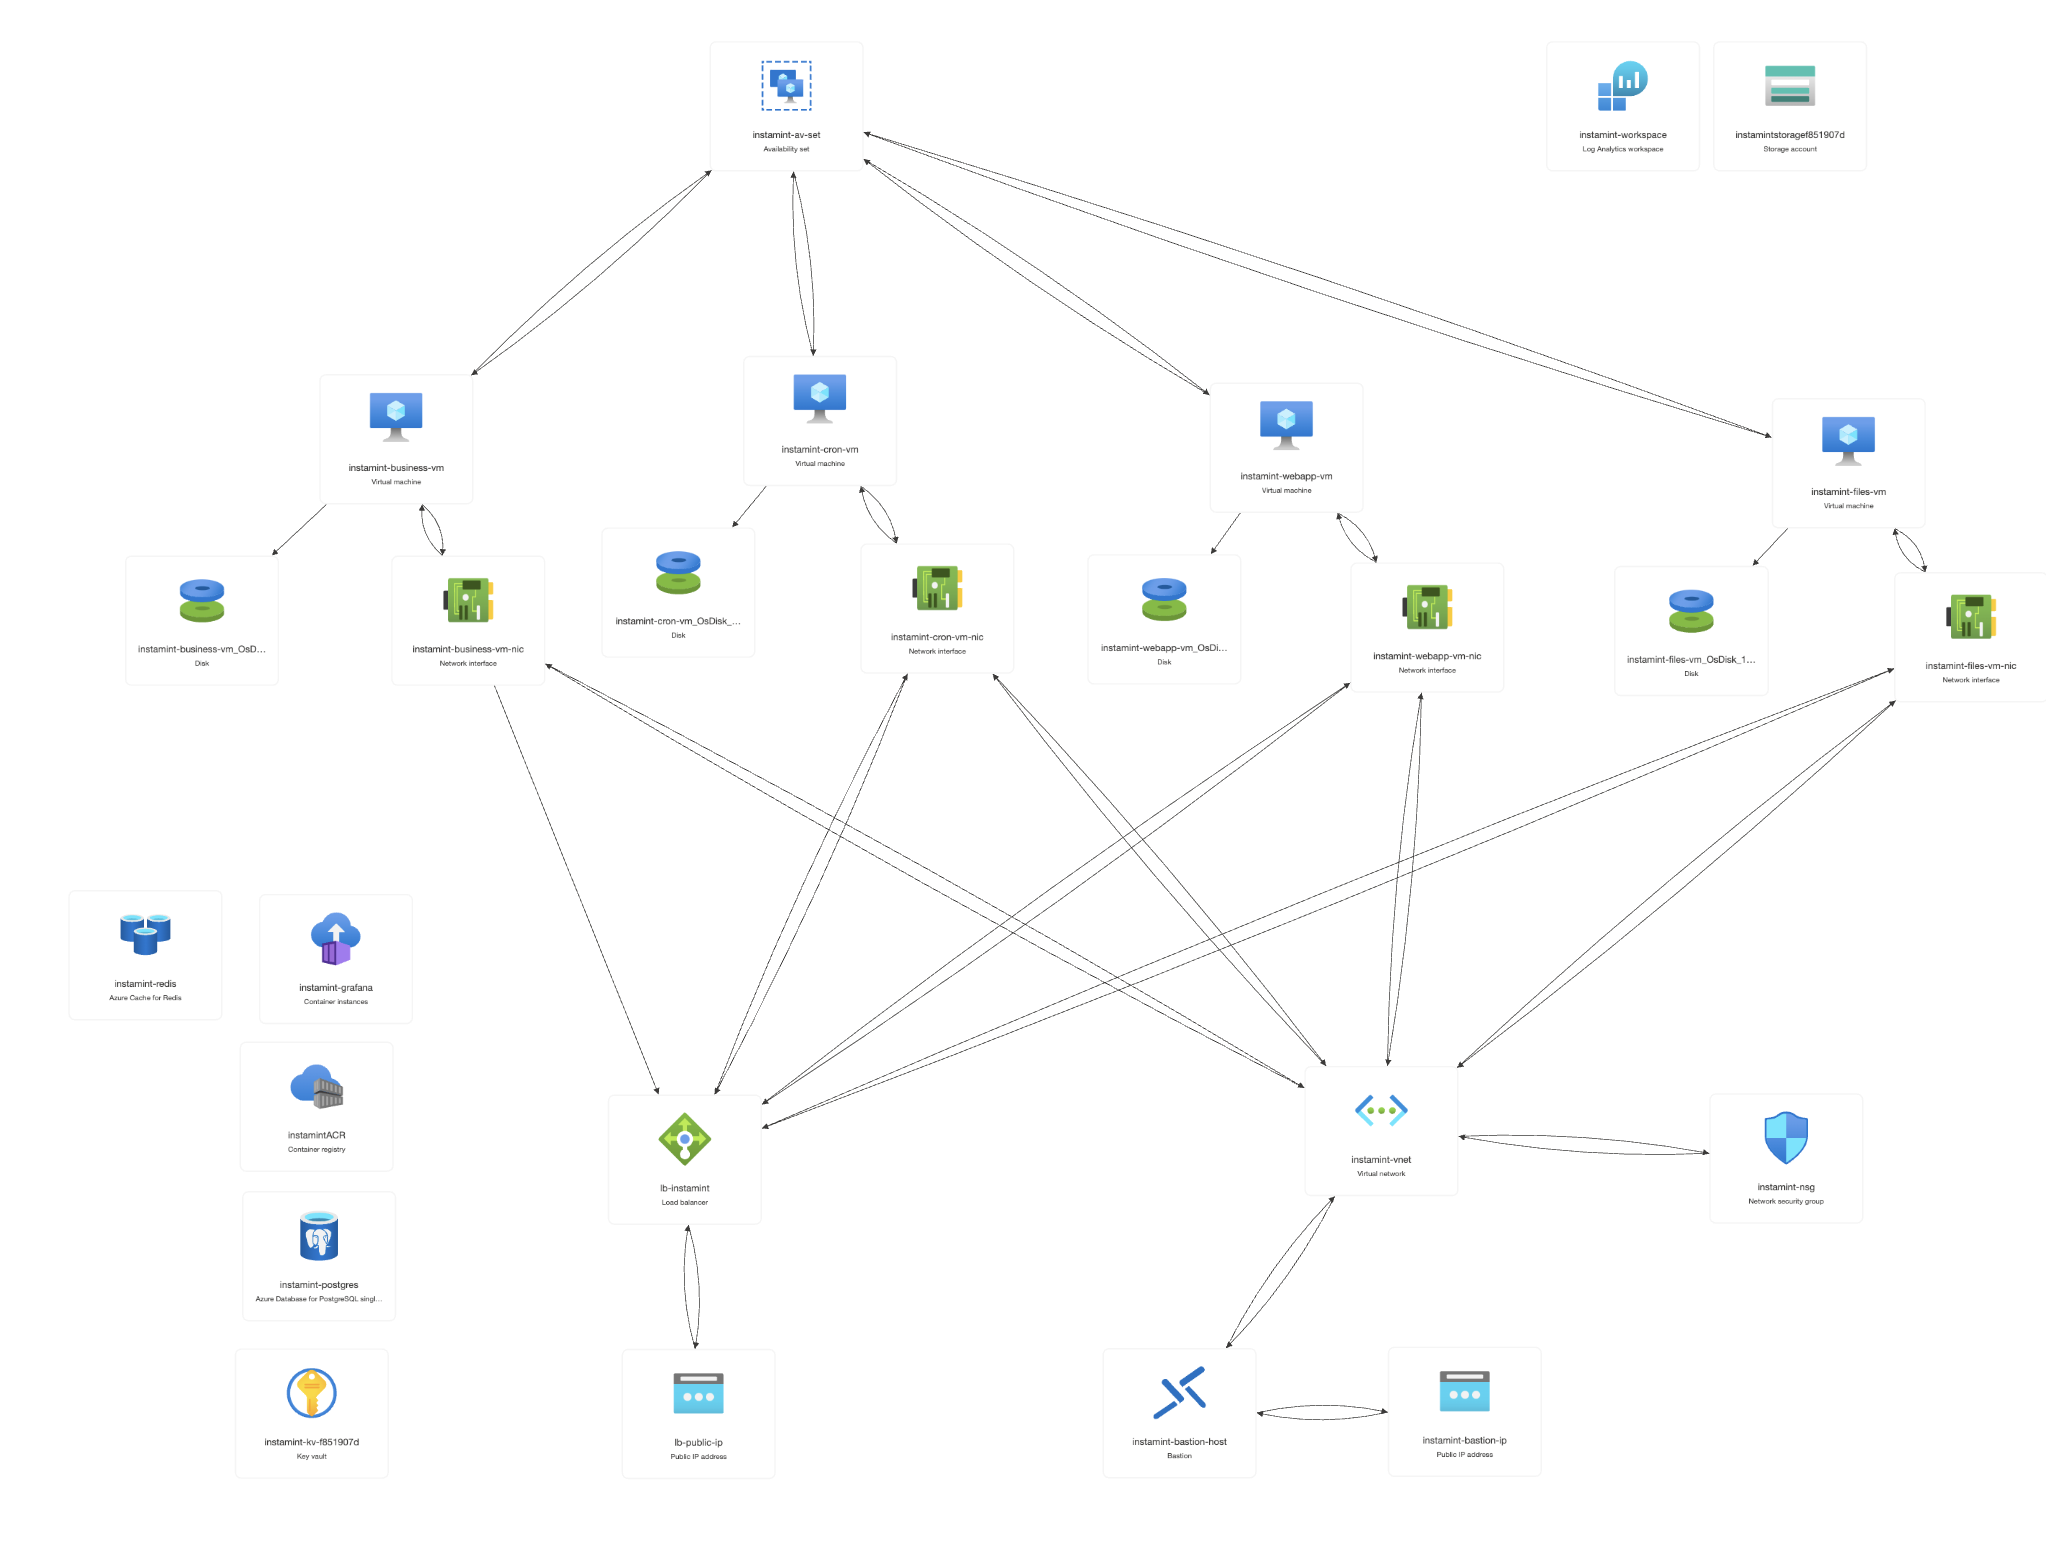 instamint-av-set
Availability set
instamint-workspace
Log Analytics workspace
instamintstoragef851907d
Storage account
instamint-business-vm
Virtual machine
instamint-cron-vm
Virtual machine
instamint-webapp-vm
Virtual machine
instamint-files-vm
Virtual machine
instamint-business-vm_OsD...
Disk
instamint-business-vm-nic
Network interface
instamint-cron-vm_OsDisk_...
Disk
instamint-cron-vm-nic
Network interface
instamint-webapp-vm_OsDi...
Disk
instamint-webapp-vm-nic
Network interface
instamint-files-vm_OsDisk_1...
Disk
instamint-files-vm-nic
Network interface
instamint-redis
Azure Cache for Redis
instamint-grafana
Container instances
instamintACR
Container registry
lb-instamint
Load balancer
instamint-vnet
Virtual network
instamint-nsg
Network security group
instamint-postgres
Azure Database for PostgreSQL singl...
instamint-kv-f851907d
Key vault
lb-public-ip
Public IP address
instamint-bastion-host
Bastion
instamint-bastion-ip
Public IP address